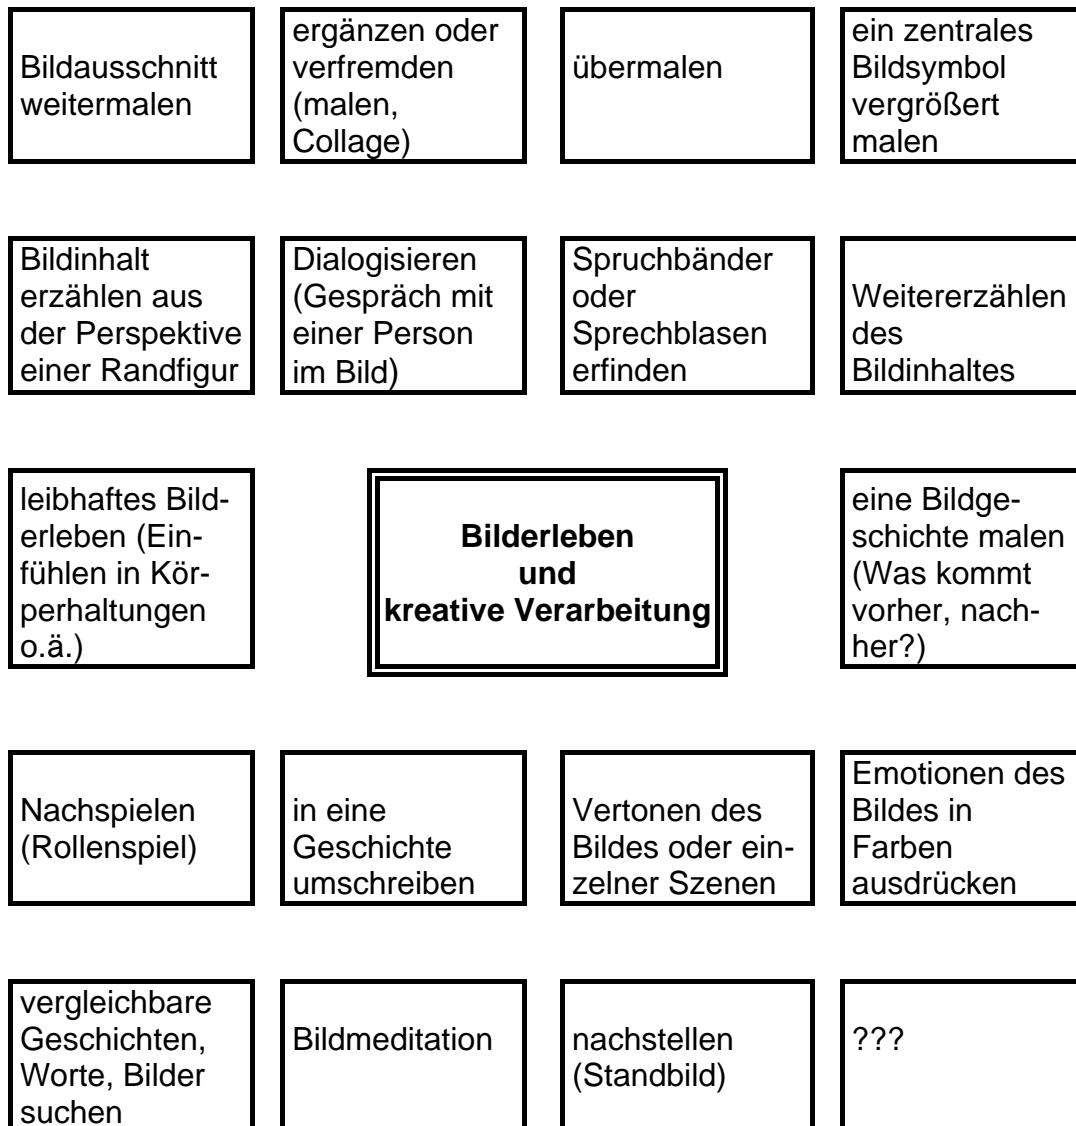 Bildausschnitt
weitermalen
ergänzen oder
verfremden
(malen,
Collage)
übermalen
ein zentrales
Bildsymbol
vergrößert
malen
Bildinhalt
erzählen aus
der Perspektive
einer Randfigur
Dialogisieren
(Gespräch mit
einer Person
im Bild)
Spruchbänder
oder
Sprechblasen
erfinden
Weitererzählen
des
Bildinhaltes
leibhaftes Bild-
erleben (Ein-
fühlen in Kör-
perhaltungen
o.ä.)
Bilderleben
und
kreative Verarbeitung
eine Bildge-
schichte malen
(Was kommt
vorher, nach-
her?)
Nachspielen
(Rollenspiel)
in eine
Geschichte
umschreiben
Vertonen des
Bildes oder ein-
zelner Szenen
Emotionen des
Bildes in
Farben
ausdrücken
vergleichbare
Geschichten,
Worte, Bilder
suchen
Bildmeditation
nachstellen
(Standbild)
???